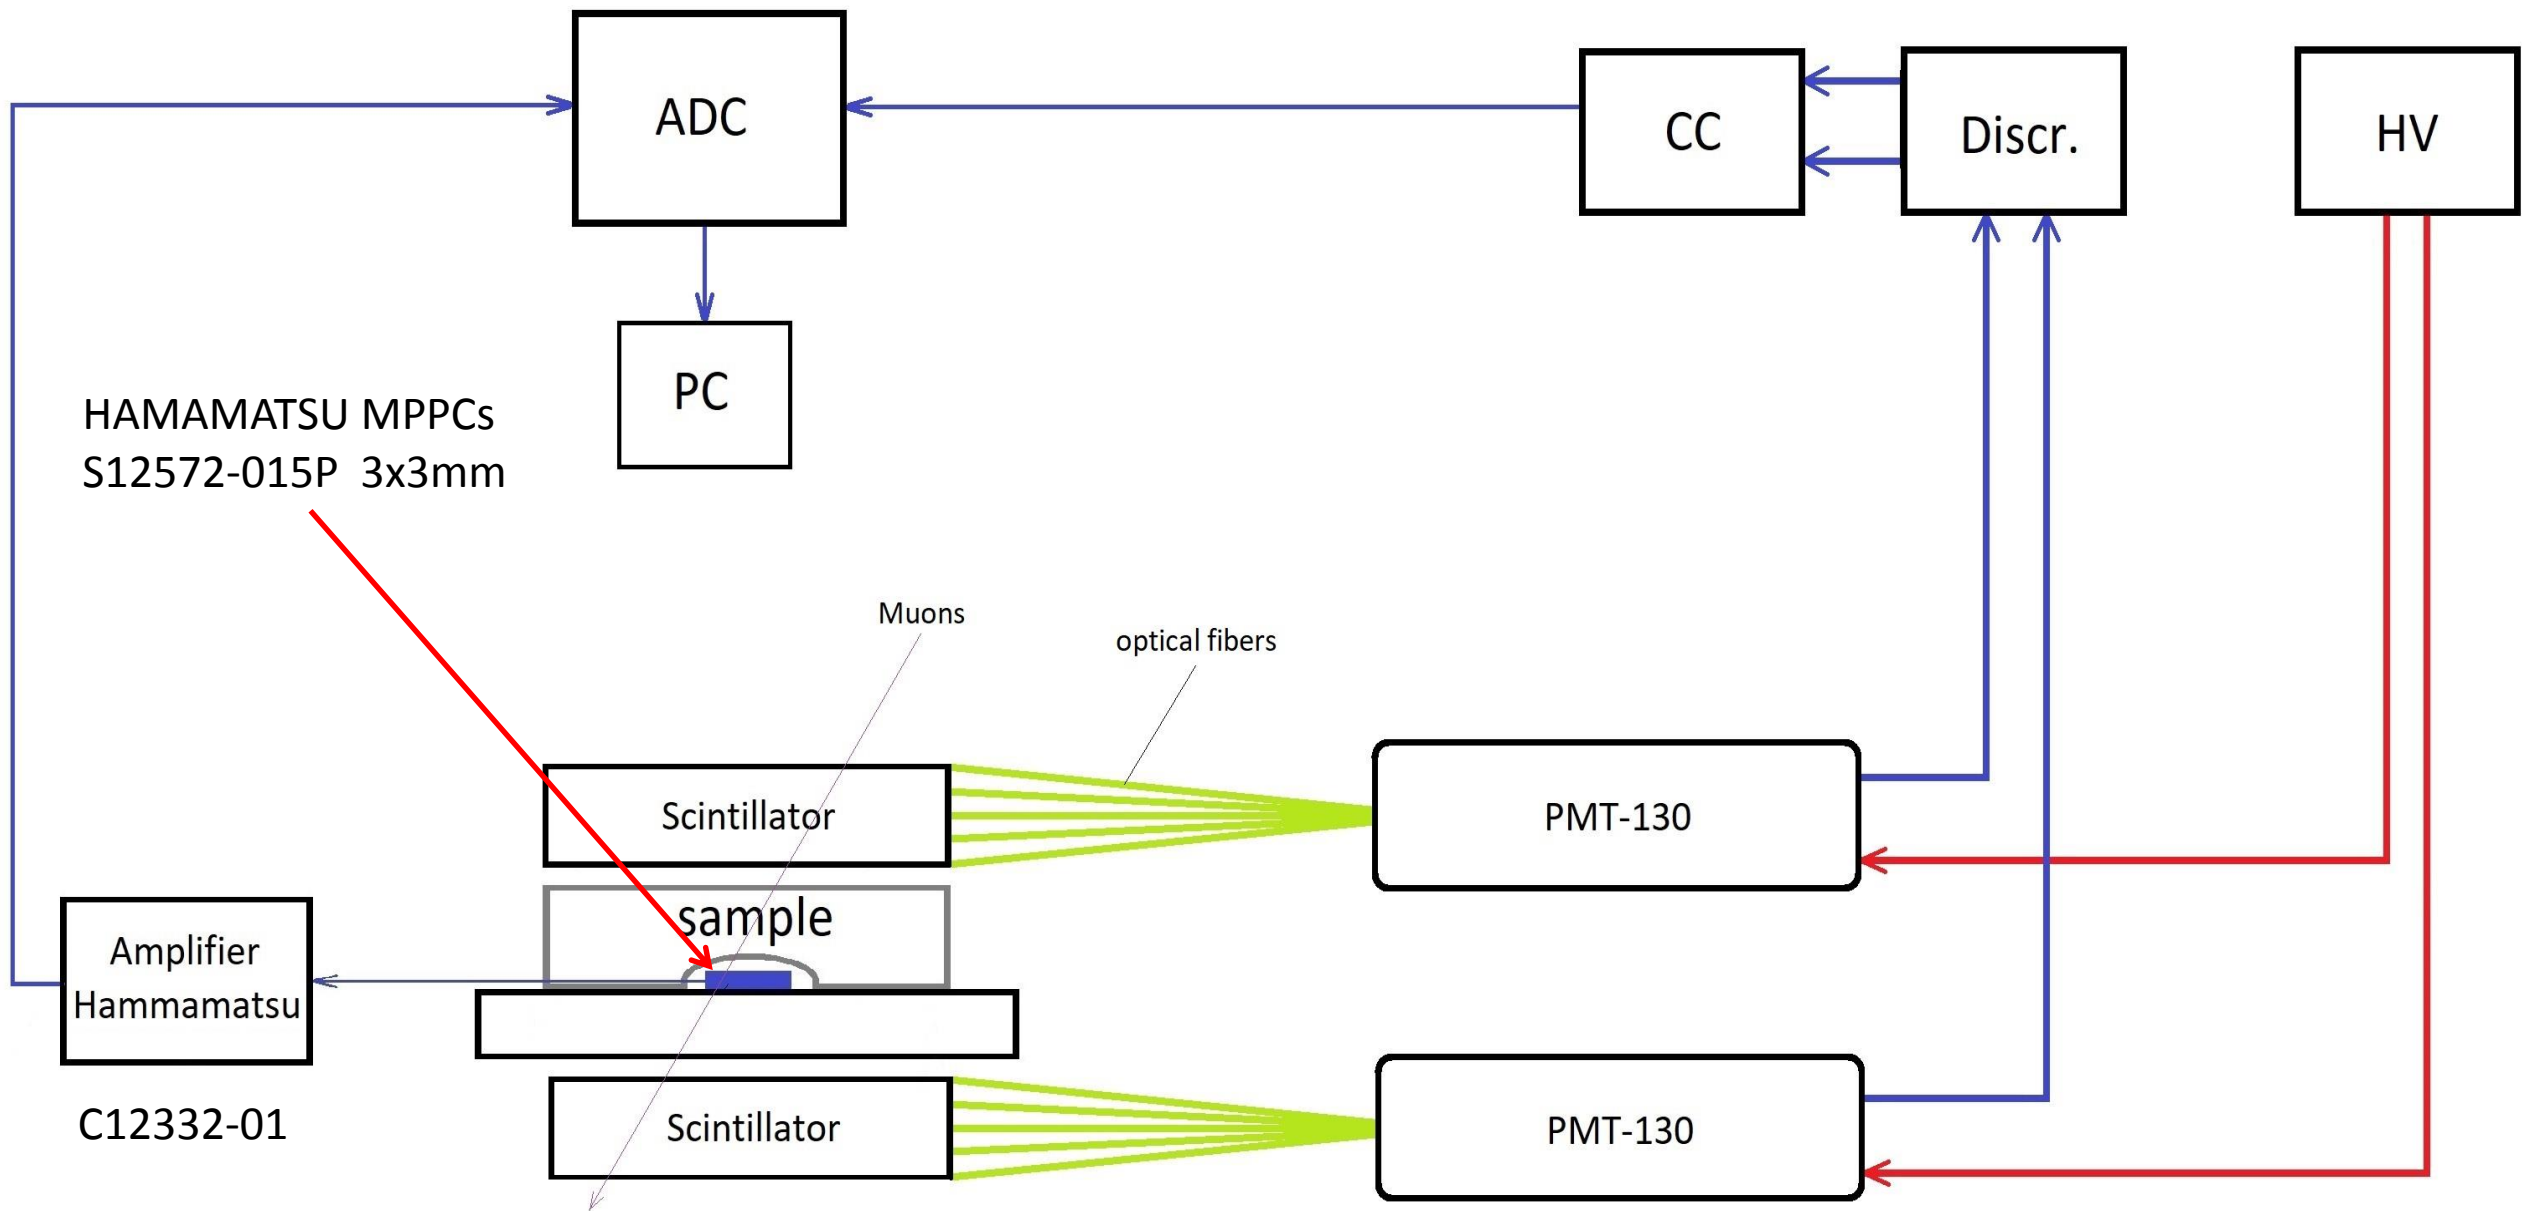 ADC
CC
Discr.
HV
PC
HAMAMATSU MPPCs
S12572-015P 3x3mm
Muons
optical fibers
Scintillator
PMT-130
sample
Amplifier
Hammamatsu
C12332-01
Scintillator
PMT-130